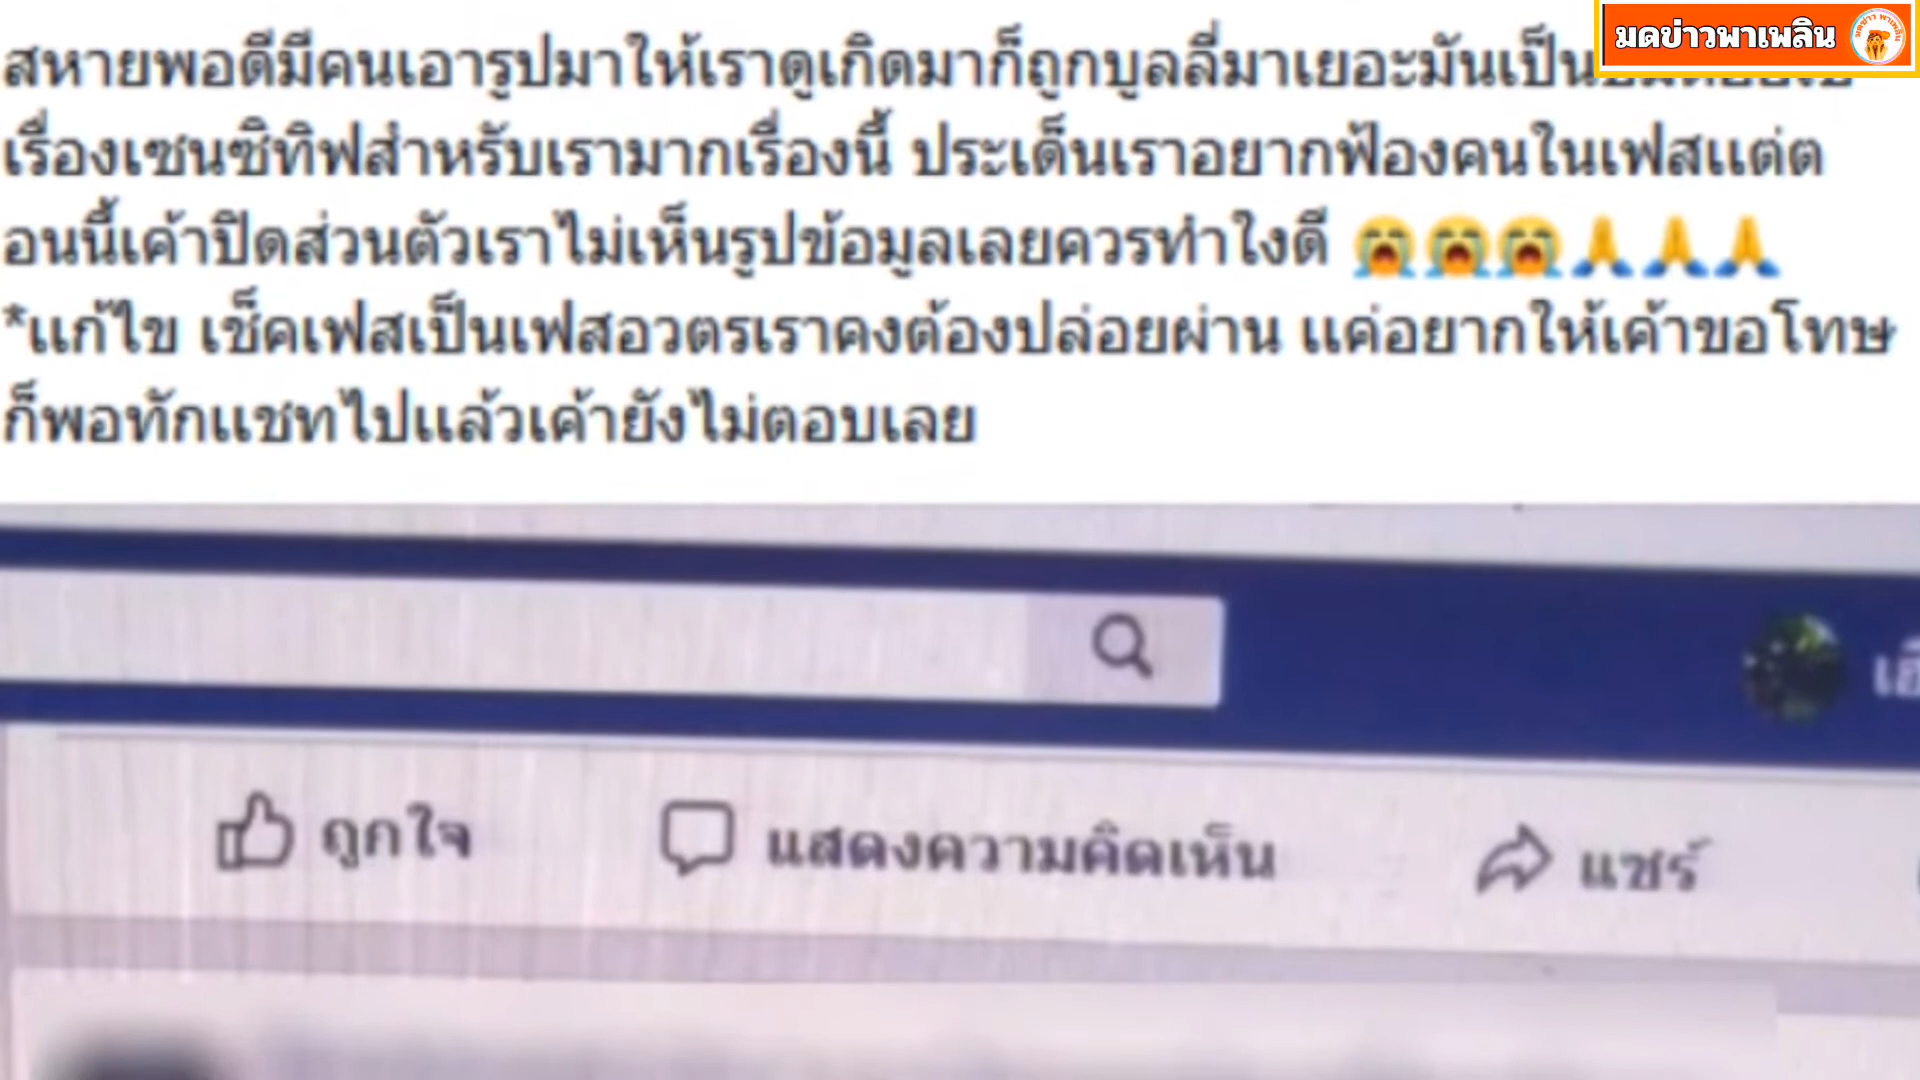 มดข่าวพาเพลิน
สหายพอดีมีคนเอารูปมาให้เราดูเกิดมาก็ถูกบูลลี่มาเยอะมันเป็น
เรื่องเซนซิทิฟสำหรับเรามากเรื่องนี้ ประเด็นเราอยากฟ้องคนในเฟสแต่ต
อนนี้เค้าปิดส่วนตัวเราไม่เห็นรูปข้อมูลเลยควรทำไงดี 😭😭😭🙏🙏🙏
*แก้ไข เช็คเฟสเป็นเฟสอวตรเราคงต้องปล่อยผ่าน แค่อยากให้เค้าขอโทษ
ก็พอทักแชทไปแล้วเค้ายังไม่ตอบเลย
ถูกใจ แสดงความคิดเห็น แชร์